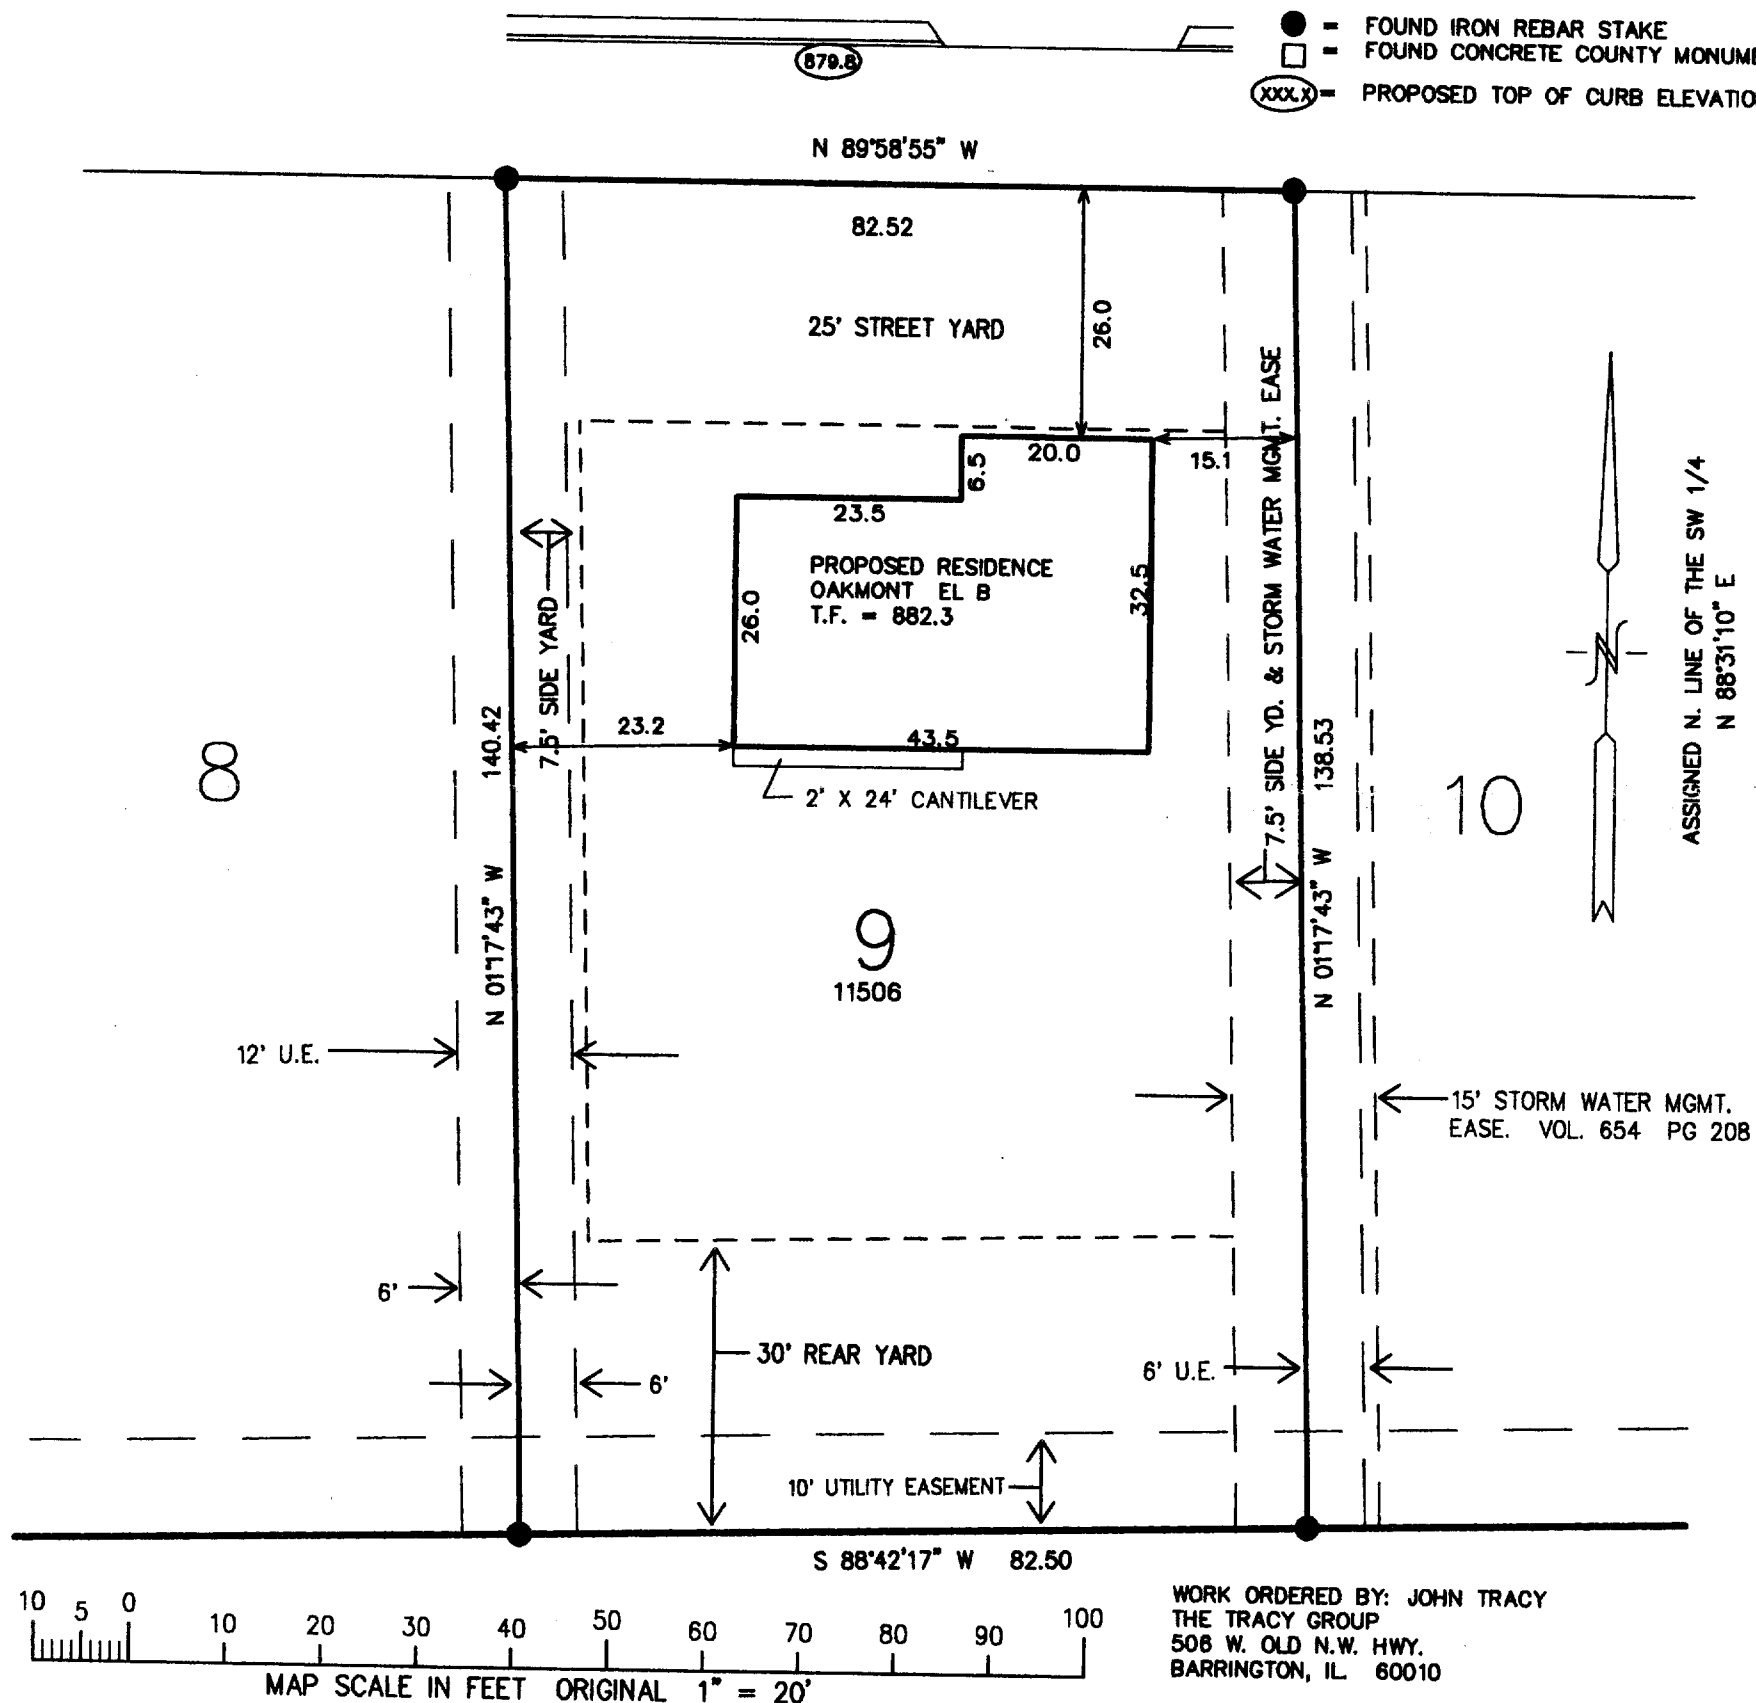 = FOUND IRON REBAR STAKE
= FOUND CONCRETE COUNTY MONUME
XXX.X = PROPOSED TOP OF CURB ELEVATIO
879.8
N 89°58'55" W
82.52
25' STREET YARD
26.0
20.0
15.1
6.5
23.5
PROPOSED RESIDENCE
OAKMONT EL B
T.F. = 882.3
26.0
32.5
7.5' SIDE YARD
7.5' SIDE YD. & STORM WATER MGMT. EASE
ASSIGNED N. LINE OF THE SW 1/4
N 88°31'10" E
N
23.2
43.5
2' X 24' CANTILEVER
140.42
N 01°17'43" W
138.53
N 01°17'43" W
8
10
9
11506
12' U.E.
15' STORM WATER MGMT.
EASE. VOL. 654 PG 208
6'
30' REAR YARD
6' U.E.
6'
10' UTILITY EASEMENT
S 88°42'17" W 82.50
10 5 0 10 20 30 40 50 60 70 80 90 100
MAP SCALE IN FEET ORIGINAL 1" = 20'
WORK ORDERED BY: JOHN TRACY
THE TRACY GROUP
506 W. OLD N.W. HWY.
BARRINGTON, IL 60010